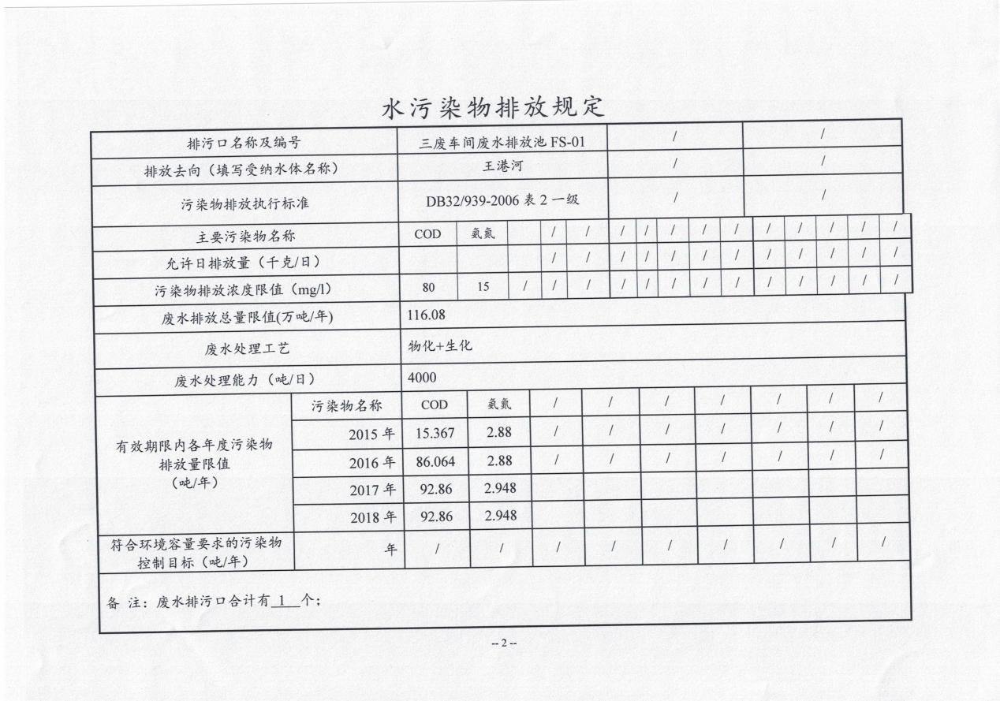 水污染物排放规定
排污口名称及编号 三废车间废水排放池 FS-01 / /
排放去向（填写受纳水体名称） 王港河 / /
污染物排放执行标准 DB32/939-2006 表 2 一级 / /
主要污染物名称 COD 氨氮 / / / / / / / / / / / /
允许日排放量（千克/日） / / / / / / / / / / / /
污染物排放浓度限值（mg/l） 80 15 / / / / / / / / / / / / /
废水排放总量限值(万吨/年) 116.08
废水处理工艺 物化+生化
废水处理能力（吨/日） 4000
有效期限内各年度污染物
排放量限值
（吨/年）
污染物名称 COD 氨氮 / / / / / / /
2015 年 15.367 2.88 / / / / / / /
2016 年 86.064 2.88 / / / / / / /
2017 年 92.86 2.948
2018 年 92.86 2.948
符合环境容量要求的污染物
控制目标（吨/年）
年 / / / / / / / / /
备 注：废水排污口合计有 1 个；
-- 2 --